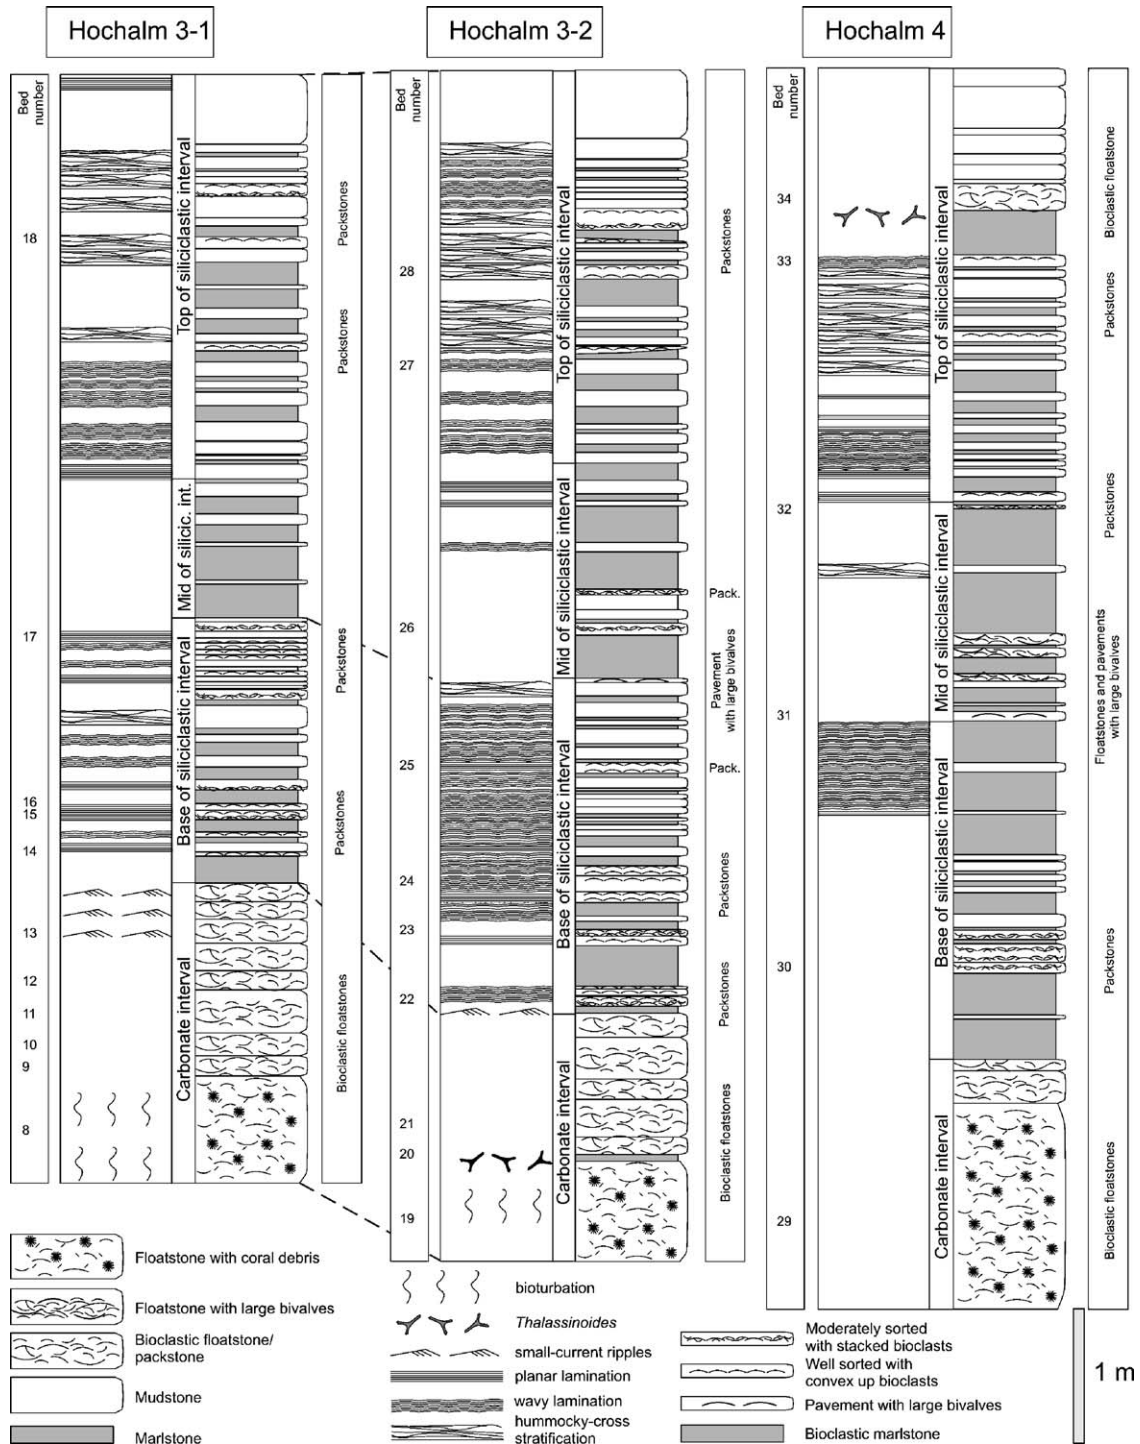 Hochalm 3-1
Hochalm 3-2
Hochalm 4
Bed
number
18
17
16
15
14
13
12
11
10
9
8
Top of siliciclastic interval
Mid of silicic. int.
Base of siliciclastic interval
Carbonate interval
Packstones
Packstones
Packstones
Packstones
Bioclastic floatstones
Bed
number
28
27
26
25
24
23
22
21
20
19
Top of siliciclastic interval
Mid of siliciclastic interval
Base of siliciclastic interval
Carbonate interval
Packstones
Pack.
Pavement
with large bivalves
Pack.
Packstones
Packstones
Bioclastic floatstones
Bed
number
34
33
32
31
30
29
Top of siliciclastic interval
Mid of siliciclastic interval
Base of siliciclastic interval
Carbonate interval
Bioclastic floatstone
Packstones
Packstones
Floatstones and pavements
with large bivalves
Packstones
Bioclastic floatstones
Floatstone with coral debris
Floatstone with large bivalves
Bioclastic floatstone/
packstone
Mudstone
Marlstone
bioturbation
Thalassinoides
small-current ripples
planar lamination
wavy lamination
hummocky-cross
stratification
Moderately sorted
with stacked bioclasts
Well sorted with
convex up bioclasts
Pavement with large bivalves
Bioclastic marlstone
1 m